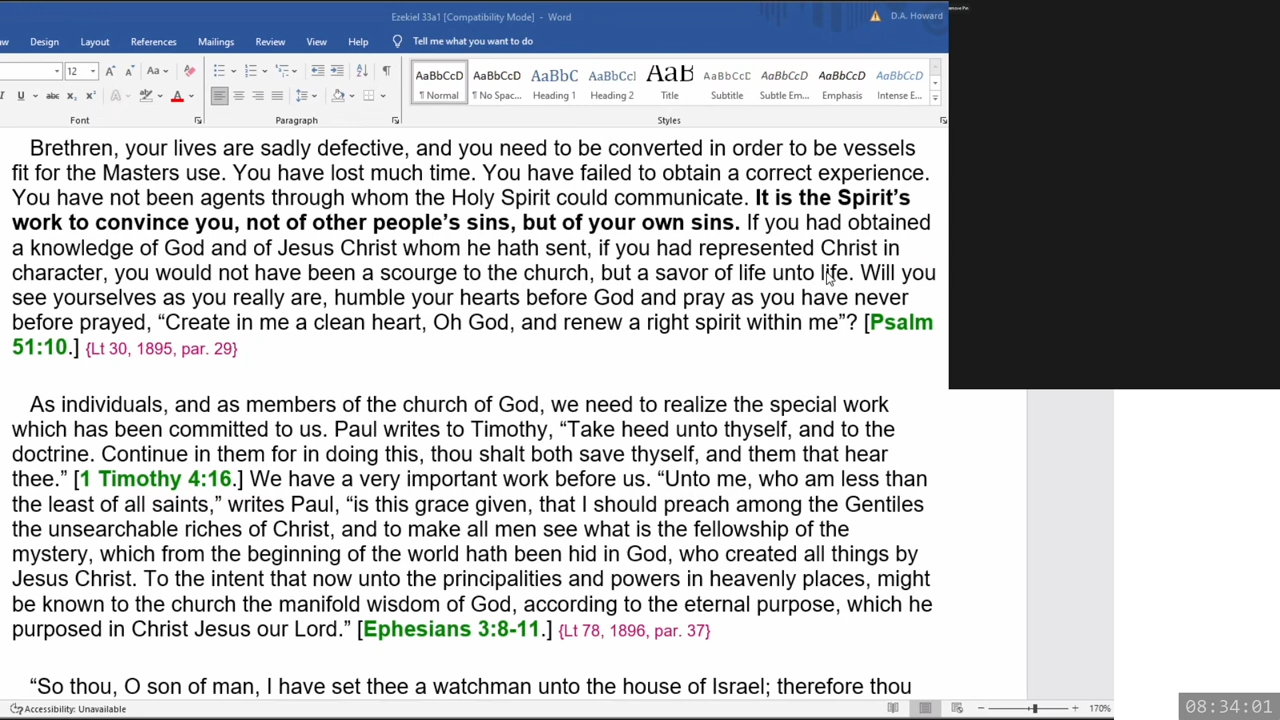 Ezekiel 33a1 [Compatibility Mode] - Word
D.A. Howard
Design Layout References Mailings Review View Help Tell me what you want to do
12 Aa
AaBbCcD AaBbCcD AaBbC AaBbCcI AaB AaBbCcD AaBbCcD AaBbCcD AaBbCcD
¶ Normal ¶ No Spac... Heading 1 Heading 2 Title Subtitle Subtle Em... Emphasis Intense E...
Font Paragraph Styles
Brethren, your lives are sadly defective, and you need to be converted in order to be vessels
fit for the Masters use. You have lost much time. You have failed to obtain a correct experience.
You have not been agents through whom the Holy Spirit could communicate. It is the Spirit's
work to convince you, not of other people's sins, but of your own sins. If you had obtained
a knowledge of God and of Jesus Christ whom he hath sent, if you had represented Christ in
character, you would not have been a scourge to the church, but a savor of life unto life. Will you
see yourselves as you really are, humble your hearts before God and pray as you have never
before prayed, “Create in me a clean heart, Oh God, and renew a right spirit within me”? [Psalm
51:10.] {Lt 30, 1895, par. 29}
As individuals, and as members of the church of God, we need to realize the special work
which has been committed to us. Paul writes to Timothy, “Take heed unto thyself, and to the
doctrine. Continue in them for in doing this, thou shalt both save thyself, and them that hear
thee.” [1 Timothy 4:16.] We have a very important work before us. “Unto me, who am less than
the least of all saints,” writes Paul, “is this grace given, that I should preach among the Gentiles
the unsearchable riches of Christ, and to make all men see what is the fellowship of the
mystery, which from the beginning of the world hath been hid in God, who created all things by
Jesus Christ. To the intent that now unto the principalities and powers in heavenly places, might
be known to the church the manifold wisdom of God, according to the eternal purpose, which he
purposed in Christ Jesus our Lord.” [Ephesians 3:8-11.] {Lt 78, 1896, par. 37}
“So thou, O son of man, I have set thee a watchman unto the house of Israel; therefore thou
Accessibility: Unavailable
170%
08:34:01